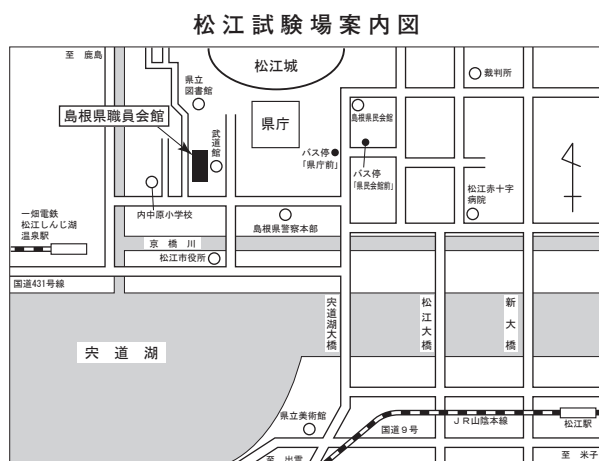 松江試験場案内図
至 鹿島
松江城
県立
図書館
裁判所
島根県職員会館
県庁
島根県民会館
武道館
バス停
「県庁前」
バス停
「県民会館前」
松江赤十字
病院
内中原小学校
一畑電鉄
松江しんじ湖
温泉駅
島根県警察本部
京橋川
松江市役所
国道431号線
宍道湖大橋
松江大橋
新大橋
宍道湖
県立美術館
国道9号
JR山陰本線
松江駅
至 出雲
至 米子